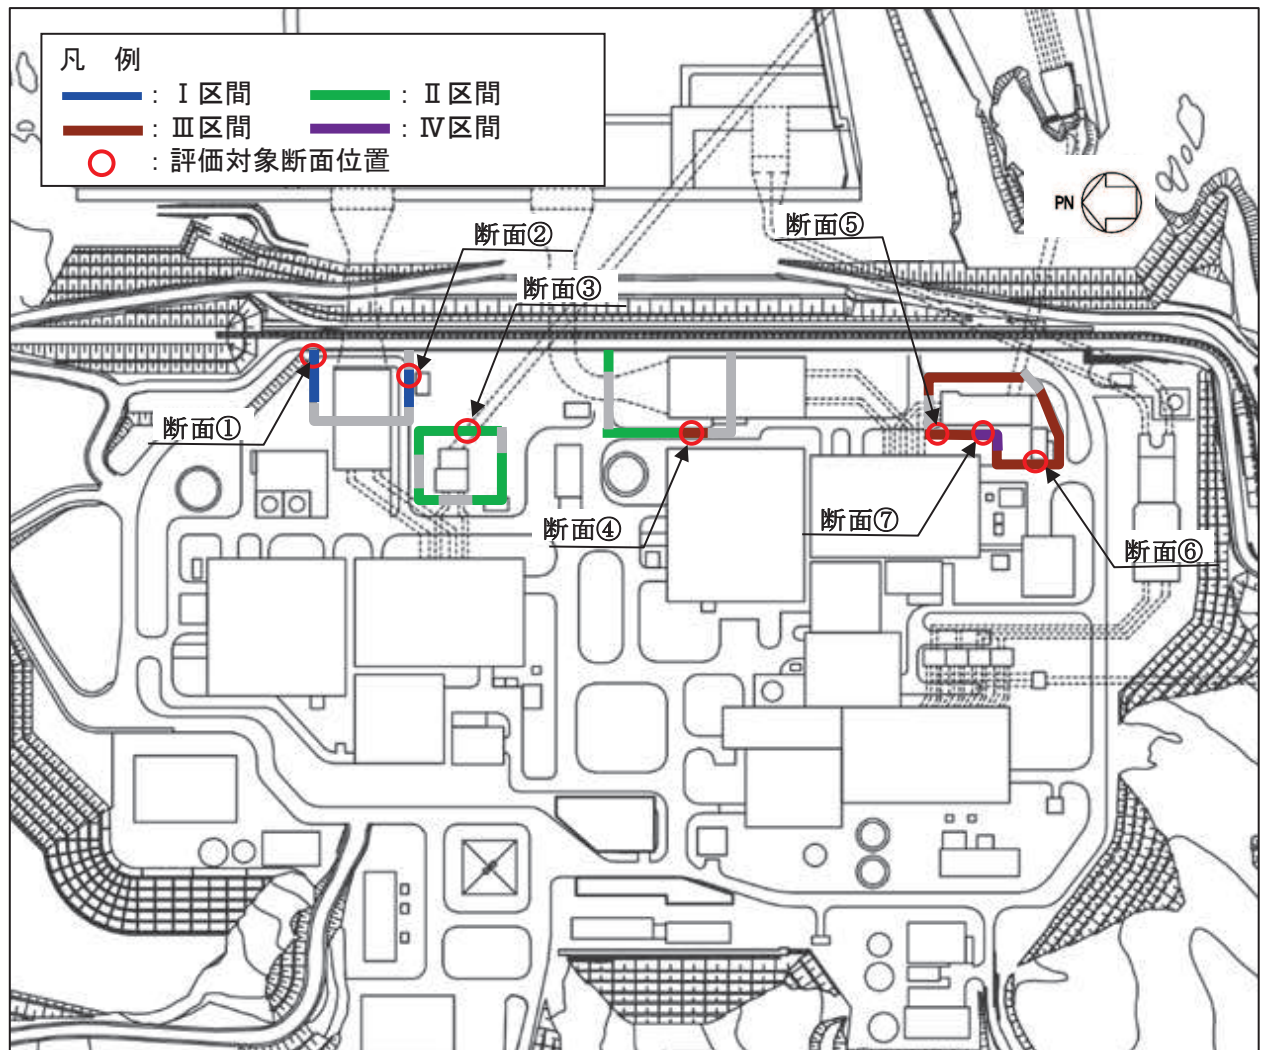 凡 例
: Ⅰ区間 : Ⅱ区間
: Ⅲ区間 : Ⅳ区間
: 評価対象断面位置
PN
断面⑤
断面②
断面③
断面①
断面④
断面⑦
断面⑥